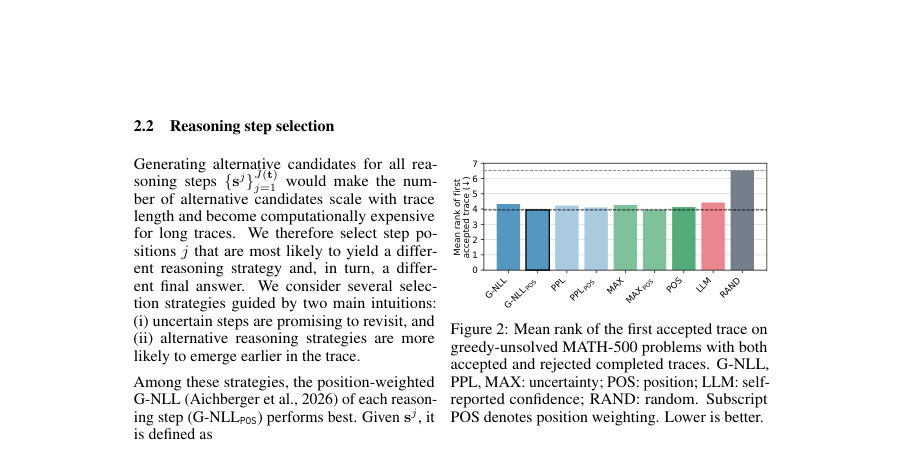 2.2 Reasoning step selection
Generating alternative candidates for all rea-
soning steps {s^j}_{j=1}^{J(t)} would make the num-
ber of alternative candidates scale with trace
length and become computationally expensive
for long traces. We therefore select step po-
sitions j that are most likely to yield a differ-
ent reasoning strategy and, in turn, a differ-
ent final answer. We consider several selec-
tion strategies guided by two main intuitions:
(i) uncertain steps are promising to revisit, and
(ii) alternative reasoning strategies are more
likely to emerge earlier in the trace.
Among these strategies, the position-weighted
G-NLL (Aichberger et al., 2026) of each reason-
ing step (G-NLL_POS) performs best. Given s^j, it
is defined as
Mean rank of first
accepted trace (↓)
7
6
5
4
3
2
1
0
G-NLL
G-NLL_POS
PPL
PPL_POS
MAX
MAX_POS
POS
LLM
RAND
Figure 2: Mean rank of the first accepted trace on
greedy-unsolved MATH-500 problems with both
accepted and rejected completed traces. G-NLL,
PPL, MAX: uncertainty; POS: position; LLM: self-
reported confidence; RAND: random. Subscript
POS denotes position weighting. Lower is better.